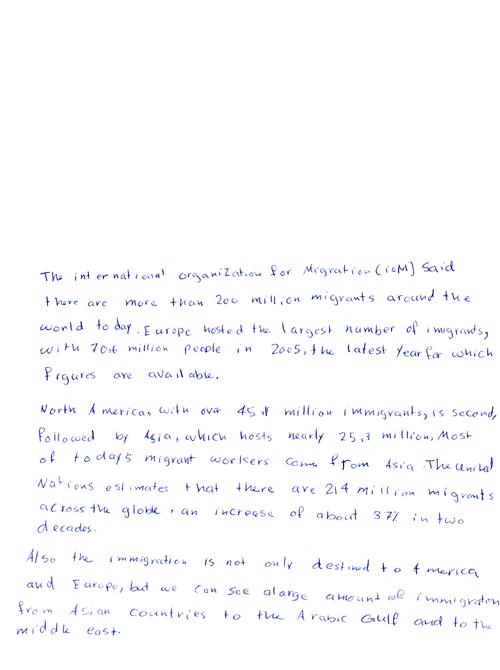 The international organization for Migration (ioM) Said
there are more than 200 million migrants around the
world today. Europe hosted the largest number of imigrants,
with 70.6 million people in 2005, the latest Year for which
figures are available.
North America, with over 45.1 million immigrants, is second,
followed by Asia, which hosts nearly 25,3 million, Most
of todays migrant workers come from Asia. The united
Nations estimates that there are 214 million migrants
across the globe, an increase of about 37% in two
decades.
Also the immigration is not only destined to America
and Europe, but we can see a large amount of immigration
from Asian countries to the Arabic Gulf and to the
middle east.